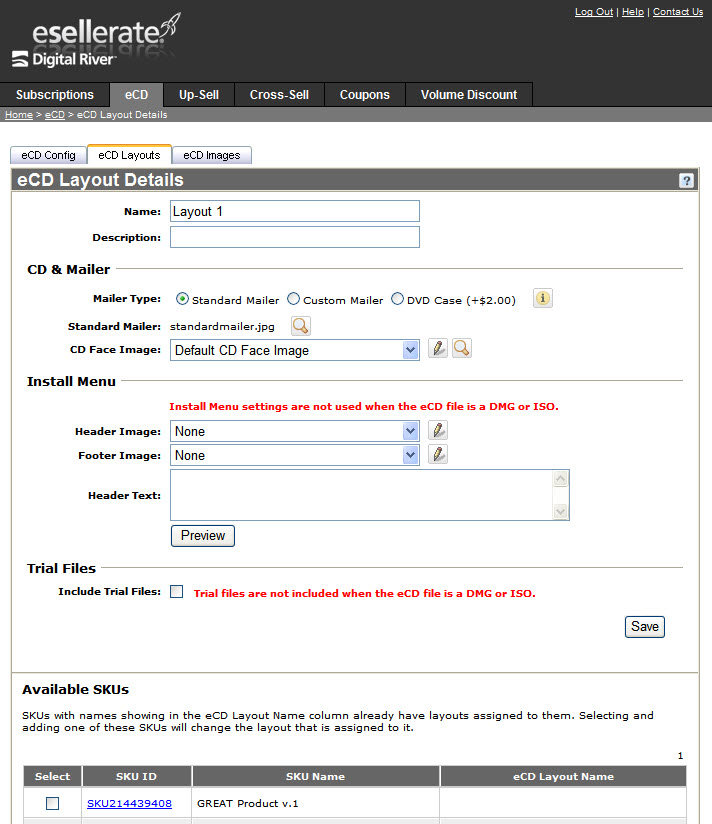 Log Out | Help | Contact Us
esellerate.
Digital River
Subscriptions eCD Up-Sell Cross-Sell Coupons Volume Discount
Home > eCD > eCD Layout Details
eCD Config eCD Layouts eCD Images
eCD Layout Details ?
Name: Layout 1
Description:
CD & Mailer
Mailer Type: Standard Mailer Custom Mailer DVD Case (+$2.00) i
Standard Mailer: standardmailer.jpg
CD Face Image: Default CD Face Image
Install Menu
Install Menu settings are not used when the eCD file is a DMG or ISO.
Header Image: None
Footer Image: None
Header Text:
Preview
Trial Files
Include Trial Files: Trial files are not included when the eCD file is a DMG or ISO.
Save
Available SKUs
SKUs with names showing in the eCD Layout Name column already have layouts assigned to them. Selecting and
adding one of these SKUs will change the layout that is assigned to it.
1
Select SKU ID SKU Name eCD Layout Name
SKU214439408 GREAT Product v.1